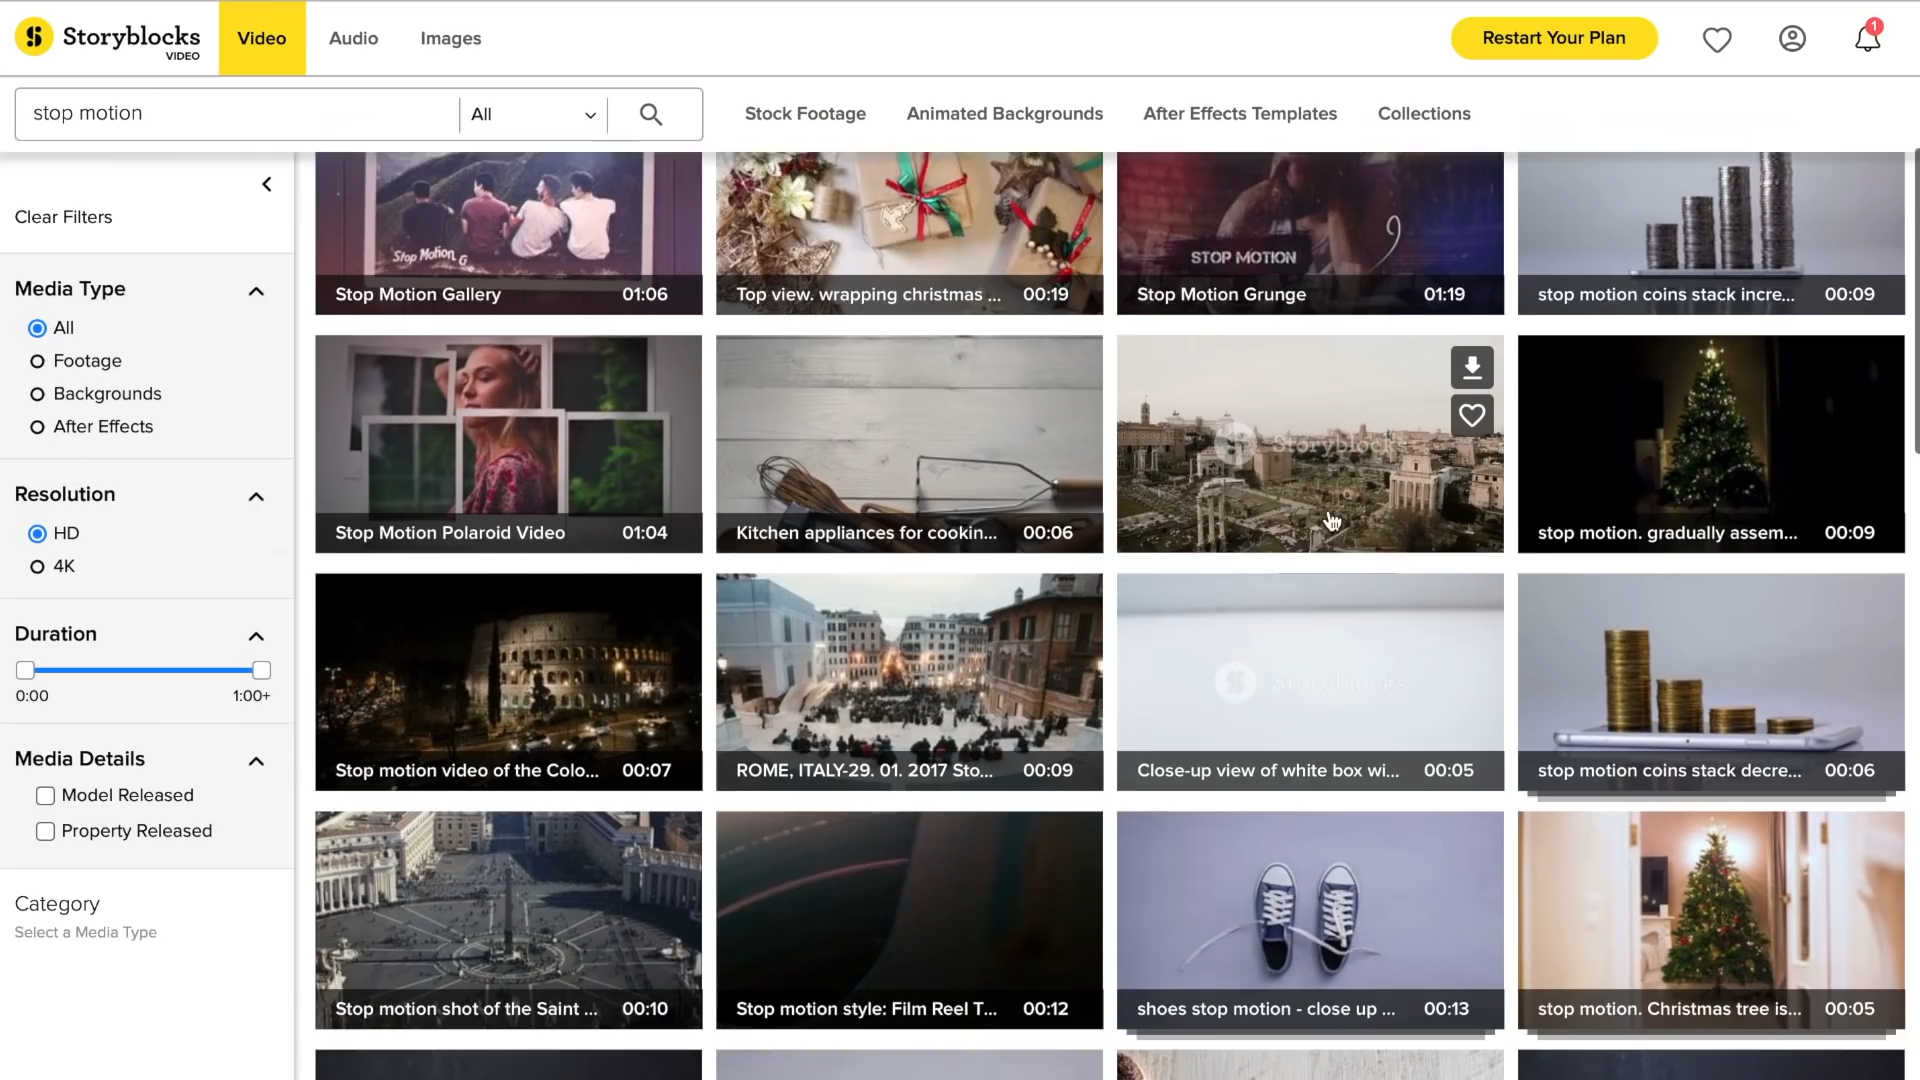 Storyblocks
VIDEO
Video
Audio
Images
Restart Your Plan
1
stop motion
All
Stock Footage
Animated Backgrounds
After Effects Templates
Collections
Clear Filters
Media Type
All
Footage
Backgrounds
After Effects
Resolution
HD
4K
Duration
0:00
1:00+
Media Details
Model Released
Property Released
Category
Select a Media Type
Stop Motion G
Stop Motion Gallery 01:06
Top view. wrapping christmas ... 00:19
STOP MOTION
Stop Motion Grunge 01:19
stop motion coins stack incre... 00:09
Stop Motion Polaroid Video 01:04
Kitchen appliances for cookin... 00:06
Storyblock
stop motion. gradually assem... 00:09
Stop motion video of the Colo... 00:07
ROME, ITALY-29. 01. 2017 Sto... 00:09
Storyblocks
Close-up view of white box wi... 00:05
stop motion coins stack decre... 00:06
Stop motion shot of the Saint ... 00:10
Stop motion style: Film Reel T... 00:12
shoes stop motion - close up ... 00:13
stop motion. Christmas tree is... 00:05